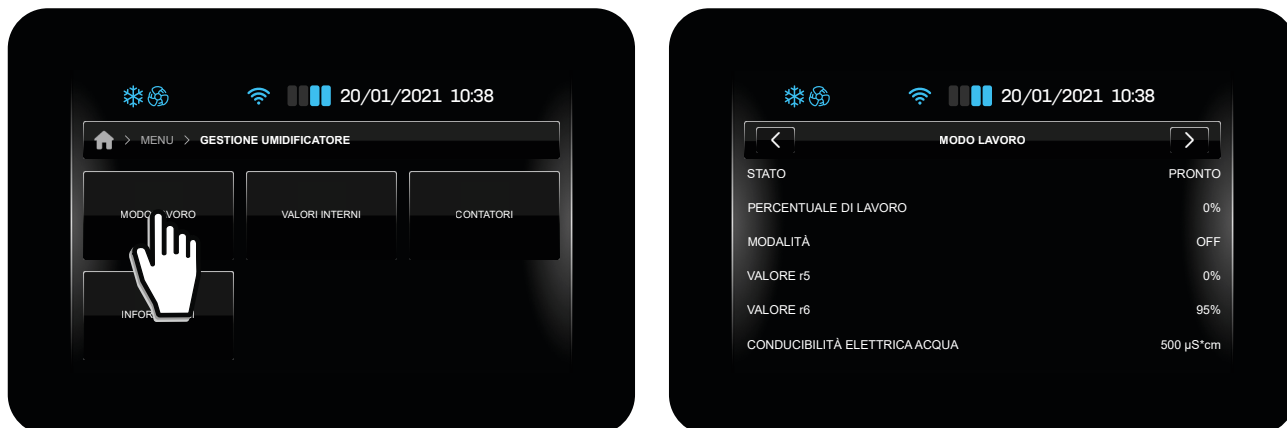 20/01/2021 10:38
> MENU > GESTIONE UMIDIFICATORE
VALORI INTERNI
CONTATORI
20/01/2021 10:38
MODO LAVORO
STATO PRONTO
PERCENTUALE DI LAVORO 0%
MODALITÀ OFF
VALORE r5 0%
VALORE r6 95%
CONDUCIBILITÀ ELETTRICA ACQUA 500 µS*cm